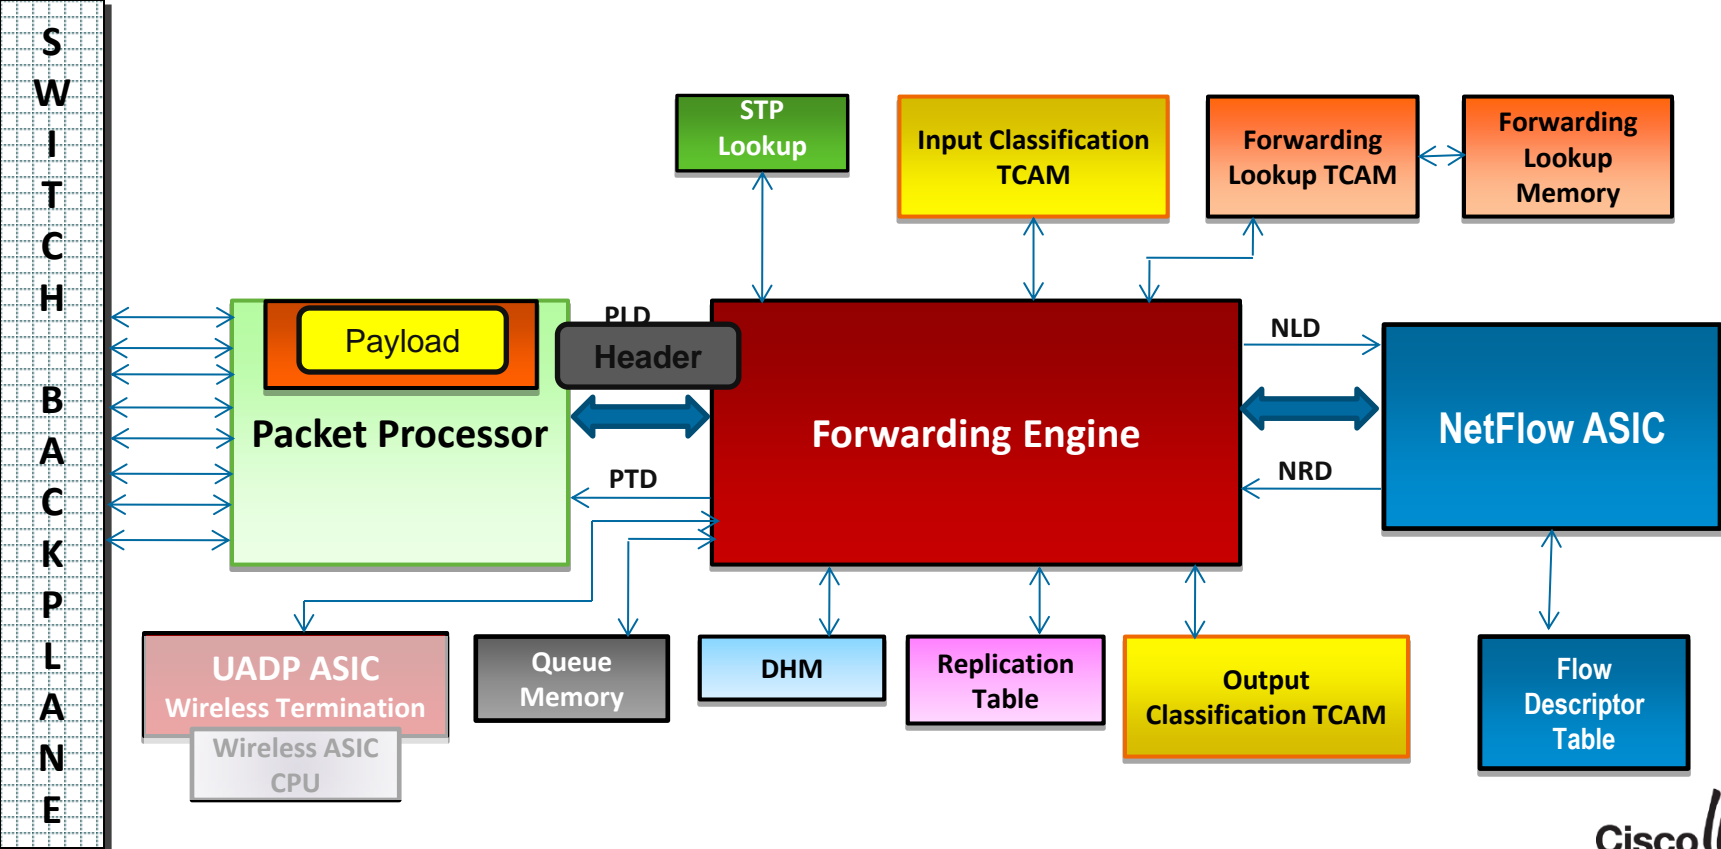 SWITCH BACKPLANE
STP
Lookup
Input Classification
TCAM
Forwarding
Lookup TCAM
Forwarding
Lookup
Memory
Payload
PLD
Header
Packet Processor
Forwarding Engine
NLD
NetFlow ASIC
PTD
NRD
UADP ASIC
Wireless Termination
Wireless ASIC
CPU
Queue
Memory
DHM
Replication
Table
Output
Classification TCAM
Flow
Descriptor
Table
Cisco